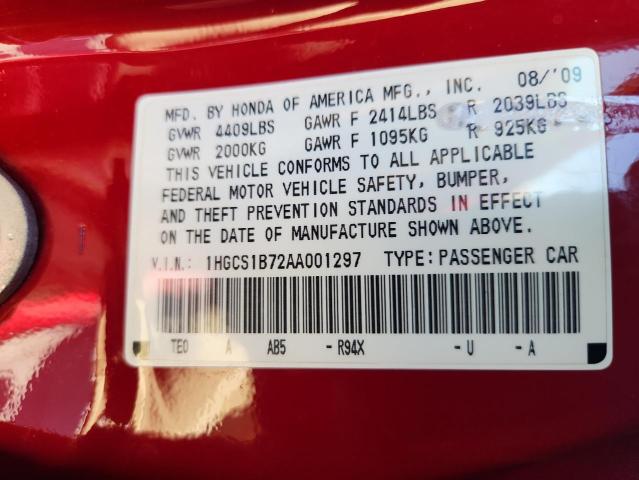 MFD. BY HONDA OF AMERICA MFG., INC. 08/'09
GVWR 4409LBS GAWR F 2414LBS R 2039LBS
GVWR 2000KG GAWR F 1095KG R 925KG
THIS VEHICLE CONFORMS TO ALL APPLICABLE
FEDERAL MOTOR VEHICLE SAFETY, BUMPER,
AND THEFT PREVENTION STANDARDS IN EFFECT
ON THE DATE OF MANUFACTURE SHOWN ABOVE.
V.I.N.: 1HGCS1B72AA001297 TYPE: PASSENGER CAR
TE0 A AB5 - R94X - U - A